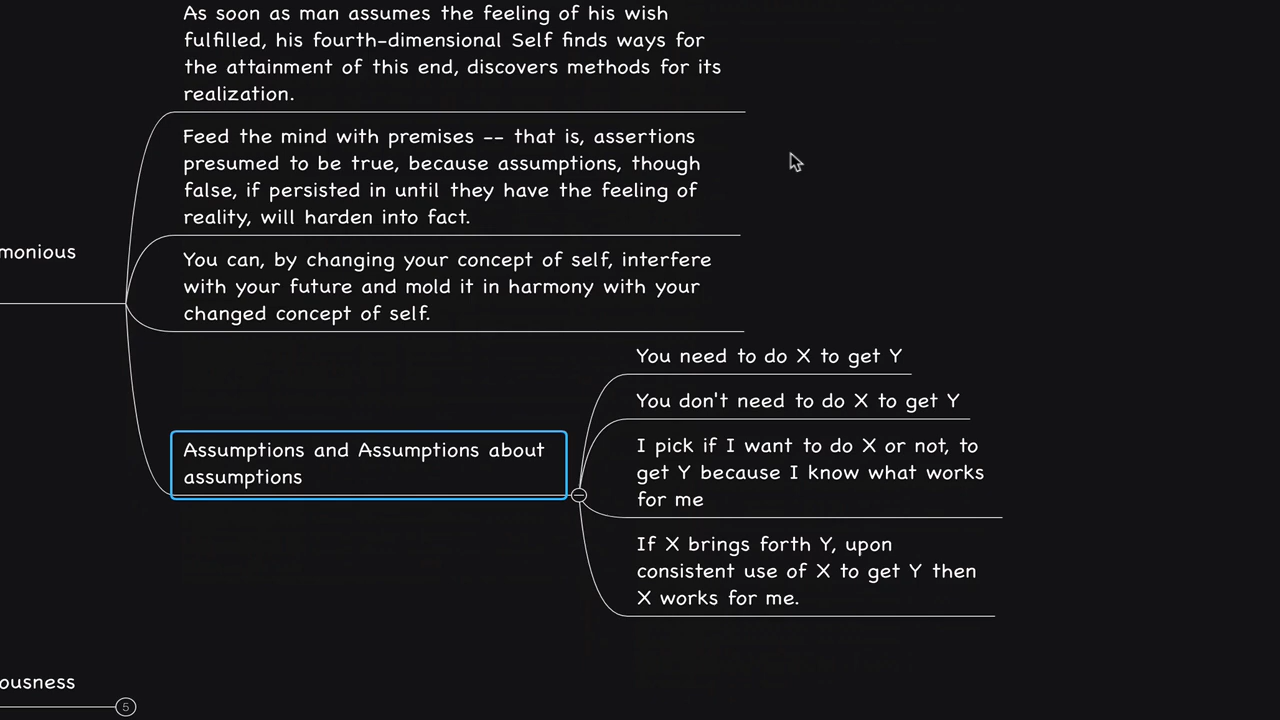 As soon as man assumes the feeling of his wish
fulfilled, his fourth-dimensional Self finds ways for
the attainment of this end, discovers methods for its
realization.
Feed the mind with premises -- that is, assertions
presumed to be true, because assumptions, though
false, if persisted in until they have the feeling of
reality, will harden into fact.
monious
You can, by changing your concept of self, interfere
with your future and mold it in harmony with your
changed concept of self.
Assumptions and Assumptions about
assumptions
You need to do X to get Y
You don't need to do X to get Y
I pick if I want to do X or not, to
get Y because I know what works
for me
If X brings forth Y, upon
consistent use of X to get Y then
X works for me.
ousness
5